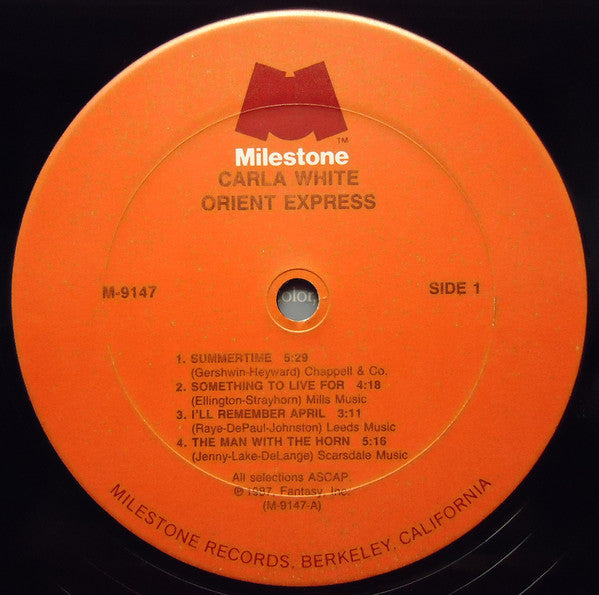 ™
Milestone
CARLA WHITE
ORIENT EXPRESS
M-9147
SIDE 1
olor,
1. SUMMERTIME 5:29
(Gershwin-Heyward) Chappell & Co.
2. SOMETHING TO LIVE FOR 4:18
(Ellington-Strayhorn) Mills Music
3. I'LL REMEMBER APRIL 3:11
(Raye-DePaul-Johnston) Leeds Music
4. THE MAN WITH THE HORN 5:16
(Jenny-Lake-DeLange) Scarsdale Music
All selections ASCAP.
℗ 1987, Fantasy, Inc.
(M-9147-A)
MILESTONE RECORDS, BERKELEY, CALIFORNIA